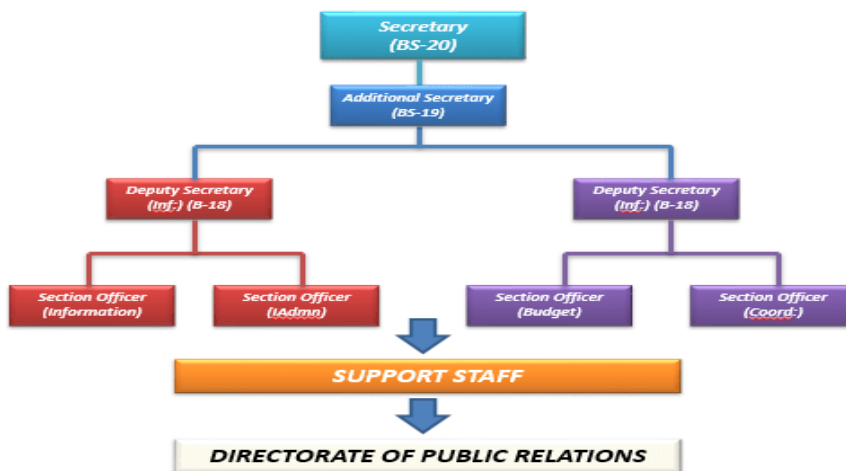 Secretary
(BS-20)
Additional Secretary
(BS-19)
Deputy Secretary
(Inf:) (B-18)
Deputy Secretary
(Inf:) (B-18)
Section Officer
(Information)
Section Officer
(IAdmn)
Section Officer
(Budget)
Section Officer
(Coord:)
SUPPORT STAFF
DIRECTORATE OF PUBLIC RELATIONS